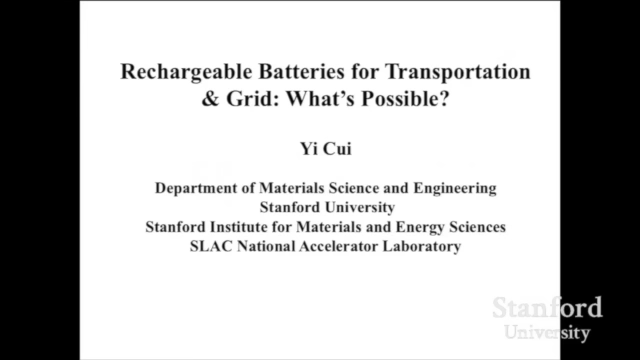 Rechargeable Batteries for Transportation
& Grid: What's Possible?
Yi Cui
Department of Materials Science and Engineering
Stanford University
Stanford Institute for Materials and Energy Sciences
SLAC National Accelerator Laboratory
Stanford
University